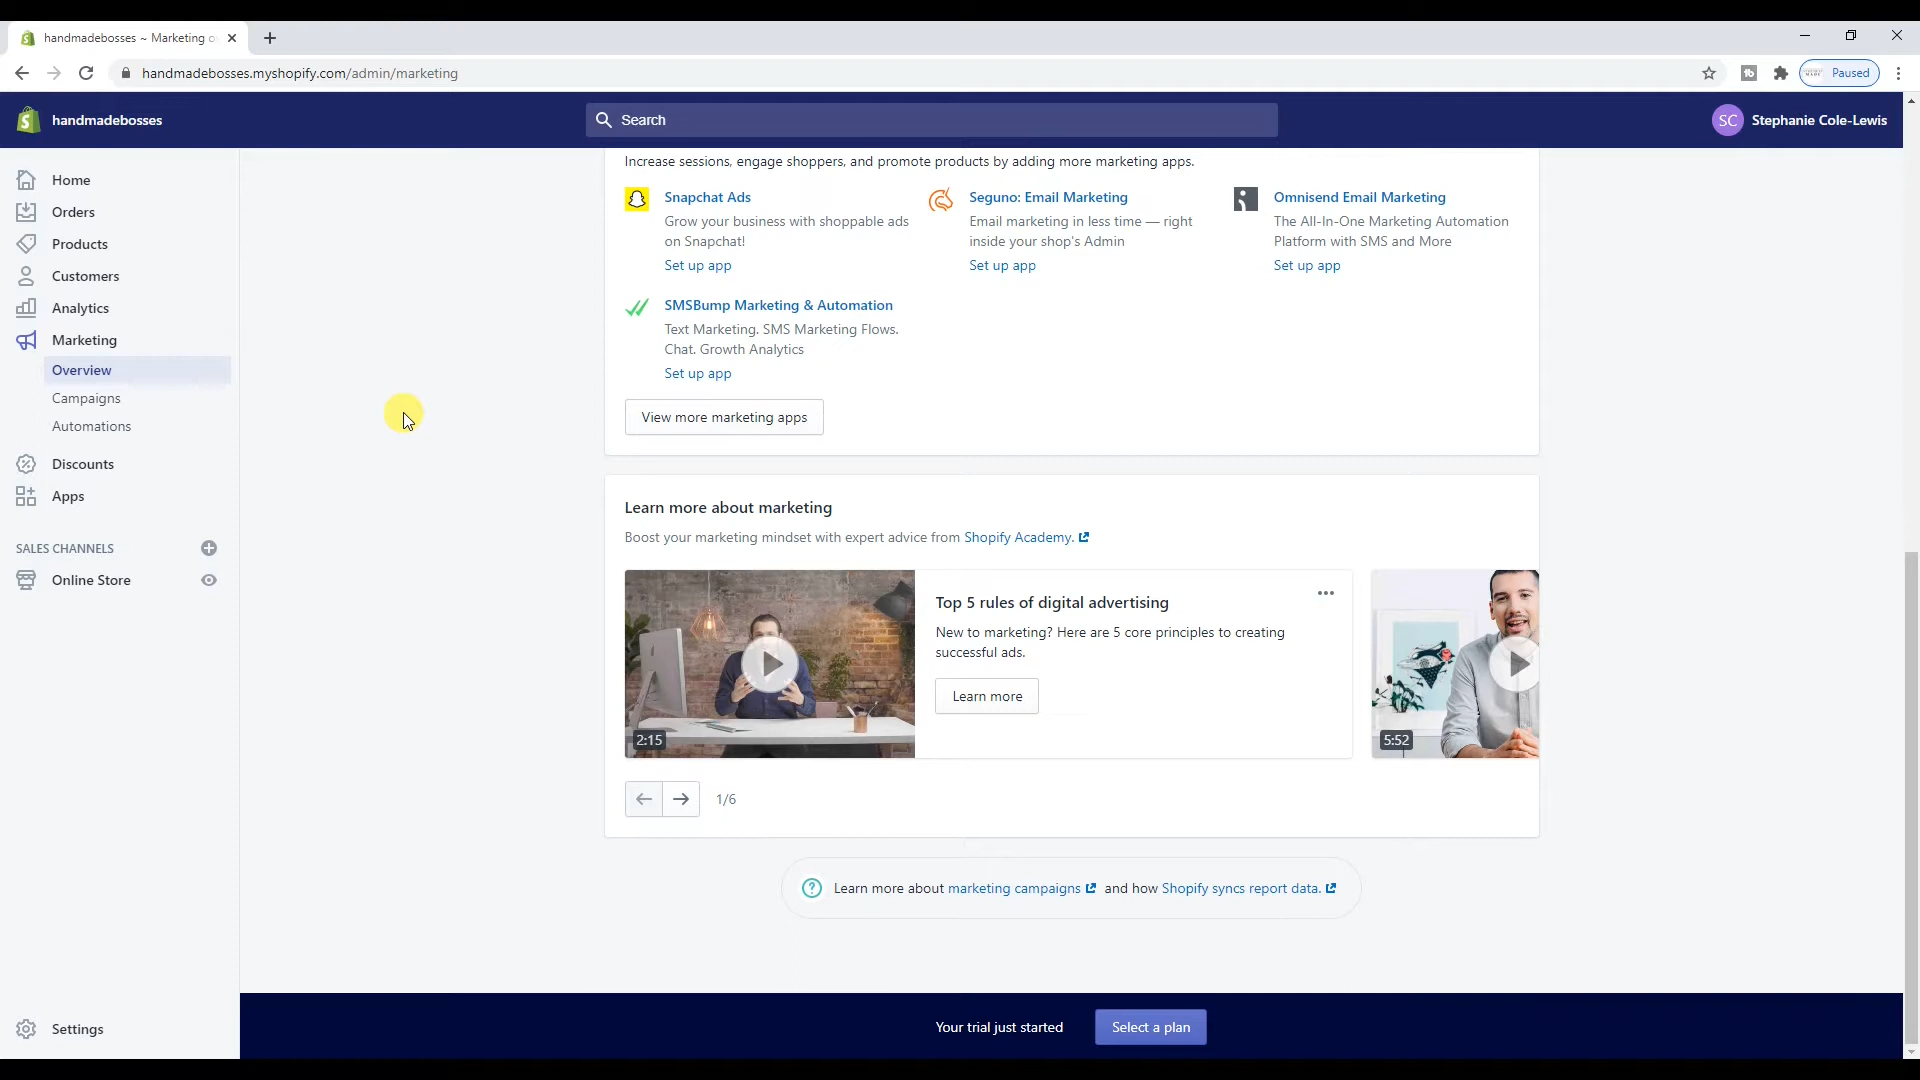 handmadebosses ~ Marketing o
handmadebosses.myshopify.com/admin/marketing
Paused
handmadebosses
Search
SC
Stephanie Cole-Lewis
Home
Orders
Products
Customers
Analytics
Marketing
Overview
Campaigns
Automations
Discounts
Apps
SALES CHANNELS
Online Store
Settings
Increase sessions, engage shoppers, and promote products by adding more marketing apps.
Snapchat Ads
Grow your business with shoppable ads
on Snapchat!
Set up app
Seguno: Email Marketing
Email marketing in less time — right
inside your shop's Admin
Set up app
Omnisend Email Marketing
The All-In-One Marketing Automation
Platform with SMS and More
Set up app
SMSBump Marketing & Automation
Text Marketing. SMS Marketing Flows.
Chat. Growth Analytics
Set up app
View more marketing apps
Learn more about marketing
Boost your marketing mindset with expert advice from Shopify Academy.
2:15
Top 5 rules of digital advertising
New to marketing? Here are 5 core principles to creating
successful ads.
Learn more
5:52
1/6
Learn more about marketing campaigns and how Shopify syncs report data.
Your trial just started
Select a plan